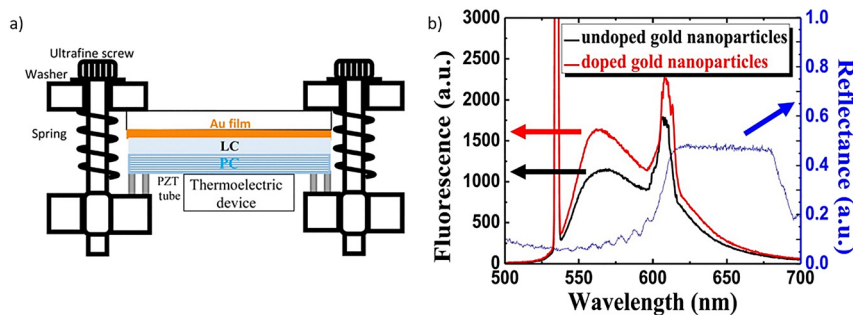 a)
Ultrafine screw
Washer
Spring
Au film
LC
PC
PZT
tube
Thermoelectric
device
b)
undoped gold nanoparticles
doped gold nanoparticles
Fluorescence (a.u.)
3000
2500
2000
1500
1000
500
0
500
550
600
650
700
Wavelength (nm)
1.0
0.8
0.6
0.4
0.2
0.0
Reflectance (a.u.)